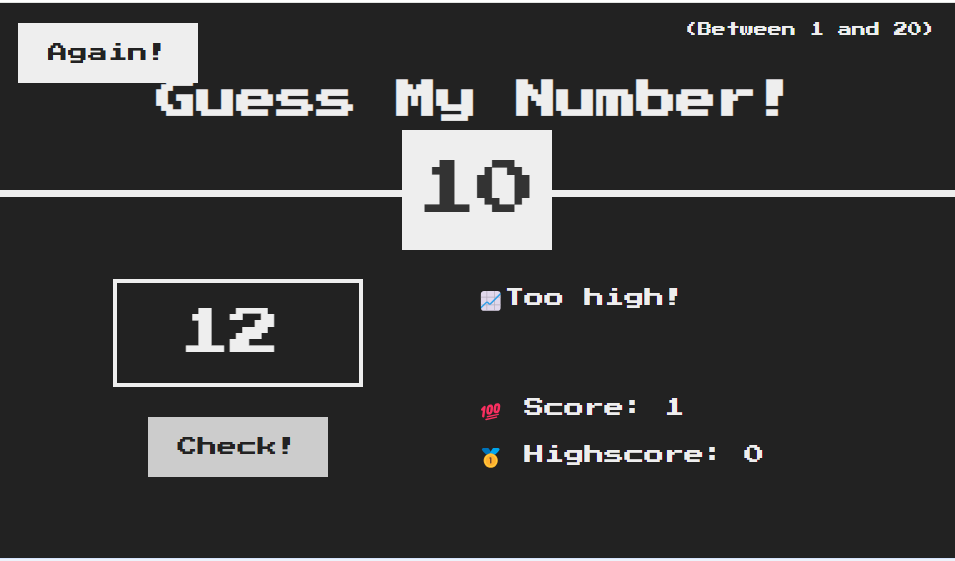 Again!
(Between 1 and 20)
Guess My Number!
10
12
📈Too high!
Check!
💯 Score: 1
🥇 Highscore: 0